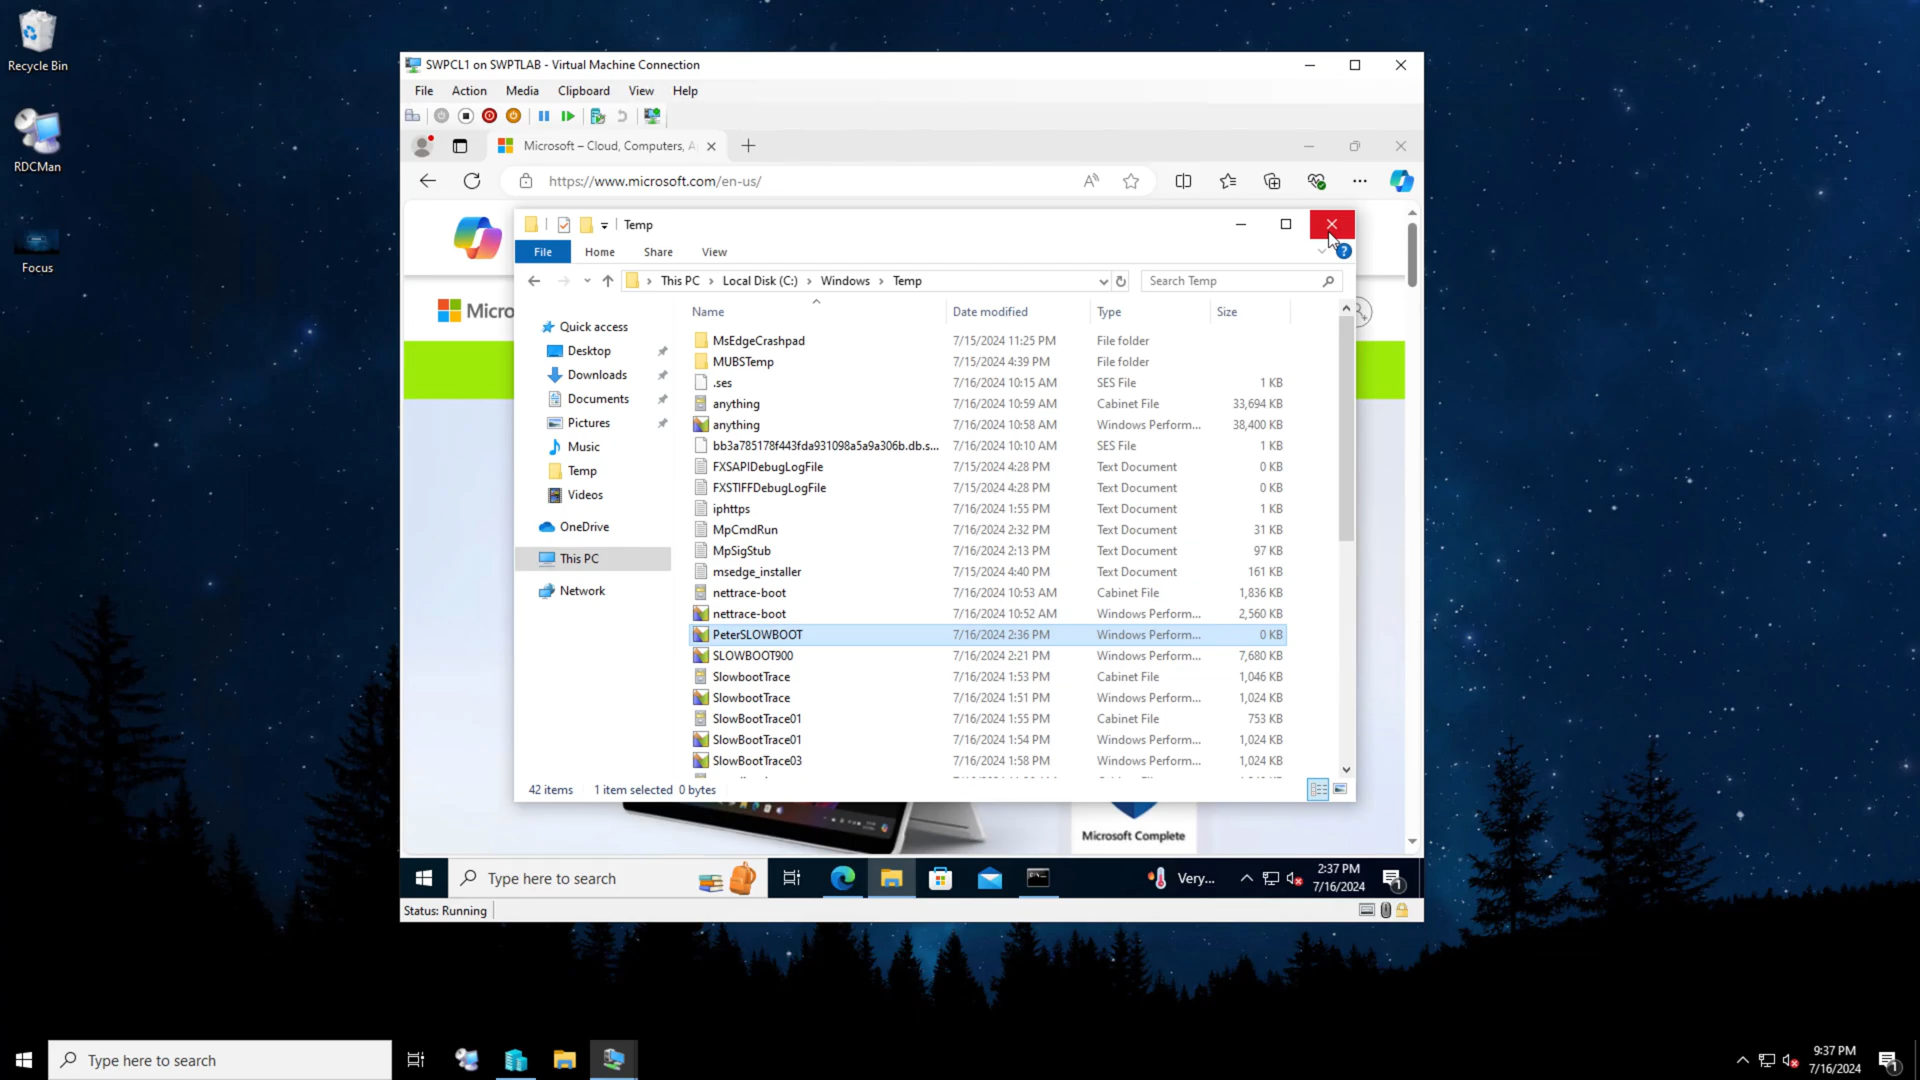 Recycle Bin
RDCMan
Focus
SWPCL1 on SWPTLAB - Virtual Machine Connection
File Action Media Clipboard View Help
Microsoft – Cloud, Computers, A
https://www.microsoft.com/en-us/
Temp
File Home Share View
This PC Local Disk (C:) Windows Temp
Search Temp
Micro
Name Date modified Type Size
Quick access
Desktop
Downloads
Documents
Pictures
Music
Temp
Videos
OneDrive
This PC
Network
MsEdgeCrashpad 7/15/2024 11:25 PM File folder
MUBSTemp 7/15/2024 4:39 PM File folder
.ses 7/16/2024 10:15 AM SES File 1 KB
anything 7/16/2024 10:59 AM Cabinet File 33,694 KB
anything 7/16/2024 10:58 AM Windows Perform... 38,400 KB
bb3a785178f443fda931098a5a9a306b.db.s... 7/16/2024 10:10 AM SES File 1 KB
FXSAPIDebugLogFile 7/15/2024 4:28 PM Text Document 0 KB
FXSTIFFDebugLogFile 7/15/2024 4:28 PM Text Document 0 KB
iphttps 7/16/2024 1:55 PM Text Document 1 KB
MpCmdRun 7/16/2024 2:32 PM Text Document 31 KB
MpSigStub 7/16/2024 2:13 PM Text Document 97 KB
msedge_installer 7/15/2024 4:40 PM Text Document 161 KB
nettrace-boot 7/16/2024 10:53 AM Cabinet File 1,836 KB
nettrace-boot 7/16/2024 10:52 AM Windows Perform... 2,560 KB
PeterSLOWBOOT 7/16/2024 2:36 PM Windows Perform... 0 KB
SLOWBOOT900 7/16/2024 2:21 PM Windows Perform... 7,680 KB
SlowbootTrace 7/16/2024 1:53 PM Cabinet File 1,046 KB
SlowbootTrace 7/16/2024 1:51 PM Windows Perform... 1,024 KB
SlowBootTrace01 7/16/2024 1:55 PM Cabinet File 753 KB
SlowBootTrace01 7/16/2024 1:54 PM Windows Perform... 1,024 KB
SlowBootTrace03 7/16/2024 1:58 PM Windows Perform... 1,024 KB
42 items 1 item selected 0 bytes
Microsoft Complete
Type here to search
Very...
2:37 PM
7/16/2024
1
Status: Running
Type here to search
9:37 PM
7/16/2024
1